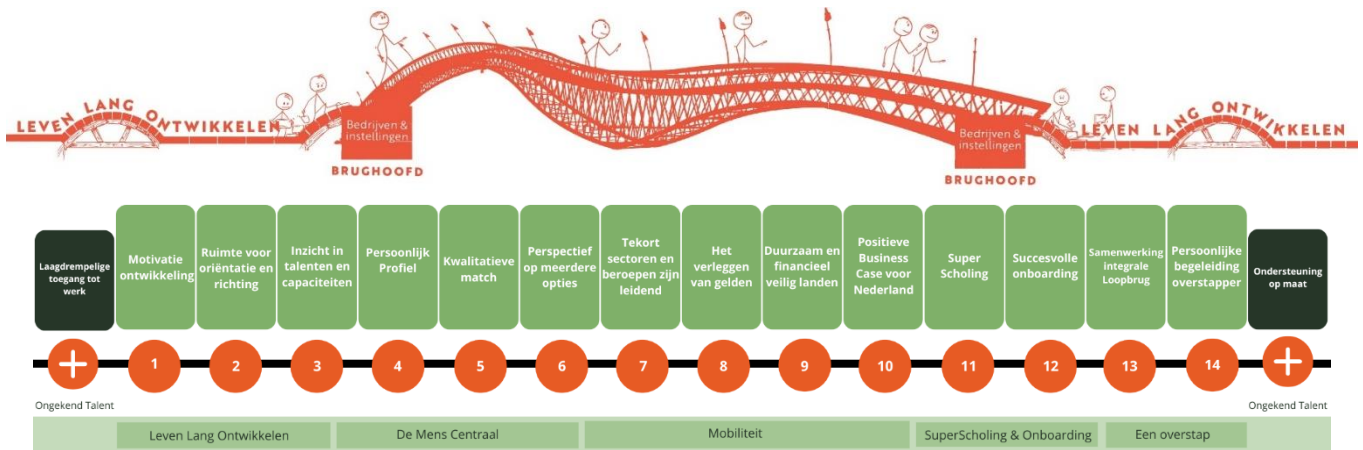 LEVEN LANG ONTWIKKELEN
Bedrijven &
instellingen
BRUGHOOFD
Bedrijven &
instellingen
BRUGHOOFD
LEVEN LANG ONTWIKKELEN
Laagdrempelige
toegang tot
werk
Motivatie
ontwikkeling
Ruimte voor
oriëntatie en
richting
Inzicht in
talenten en
capaciteiten
Persoonlijk
Profiel
Kwalitatieve
match
Perspectief
op meerdere
opties
Tekort
sectoren en
beroepen zijn
leidend
Het
verleggen
van gelden
Duurzaam en
financieel
veilig landen
Positieve
Business
Case voor
Nederland
Super
Scholing
Succesvolle
onboarding
Samenwerking
integrale
Loopbrug
Persoonlijke
begeleiding
overstapper
Ondersteuning
op maat
+ 1 2 3 4 5 6 7 8 9 10 11 12 13 14 +
Ongekend Talent
Ongekend Talent
Leven Lang Ontwikkelen
De Mens Centraal
Mobiliteit
SuperScholing & Onboarding
Een overstap